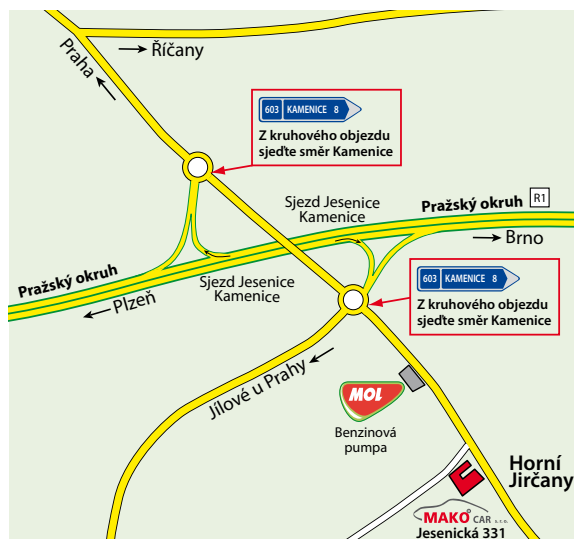 Říčany
Praha
603 KAMENICE 8
Z kruhového objezdu
sjeďte směr Kamenice
Sjezd Jesenice
Kamenice
Pražský okruh R1
Brno
Pražský okruh
Plzeň
Sjezd Jesenice
Kamenice
603 KAMENICE 8
Z kruhového objezdu
sjeďte směr Kamenice
Jílové u Prahy
MOL
Benzinová
pumpa
Horní
Jirčany
MAKO CAR s.r.o.
Jesenická 331